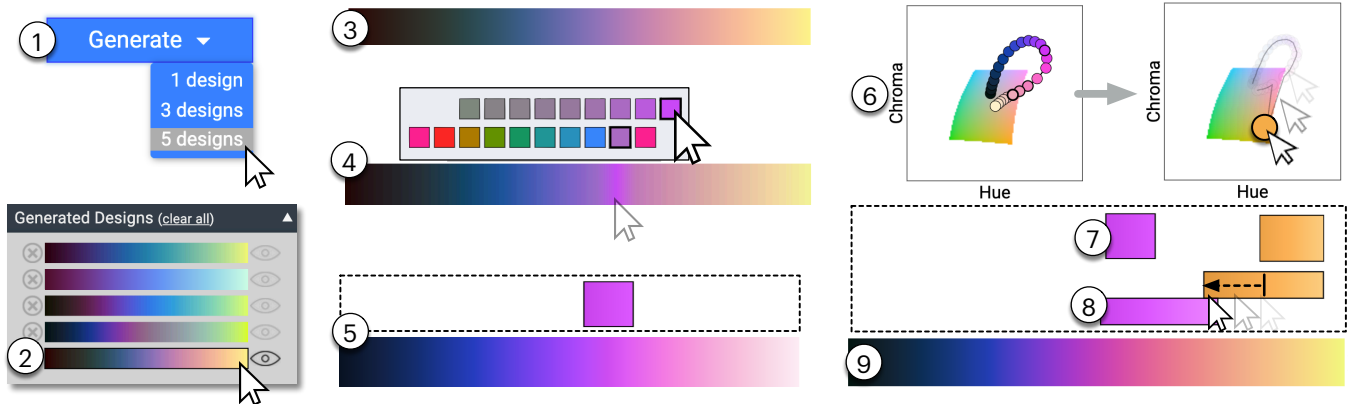 1
Generate
1 design
3 designs
5 designs
Generated Designs (clear all)
2
3
4
5
6
Chroma
Hue
Chroma
Hue
7
8
9